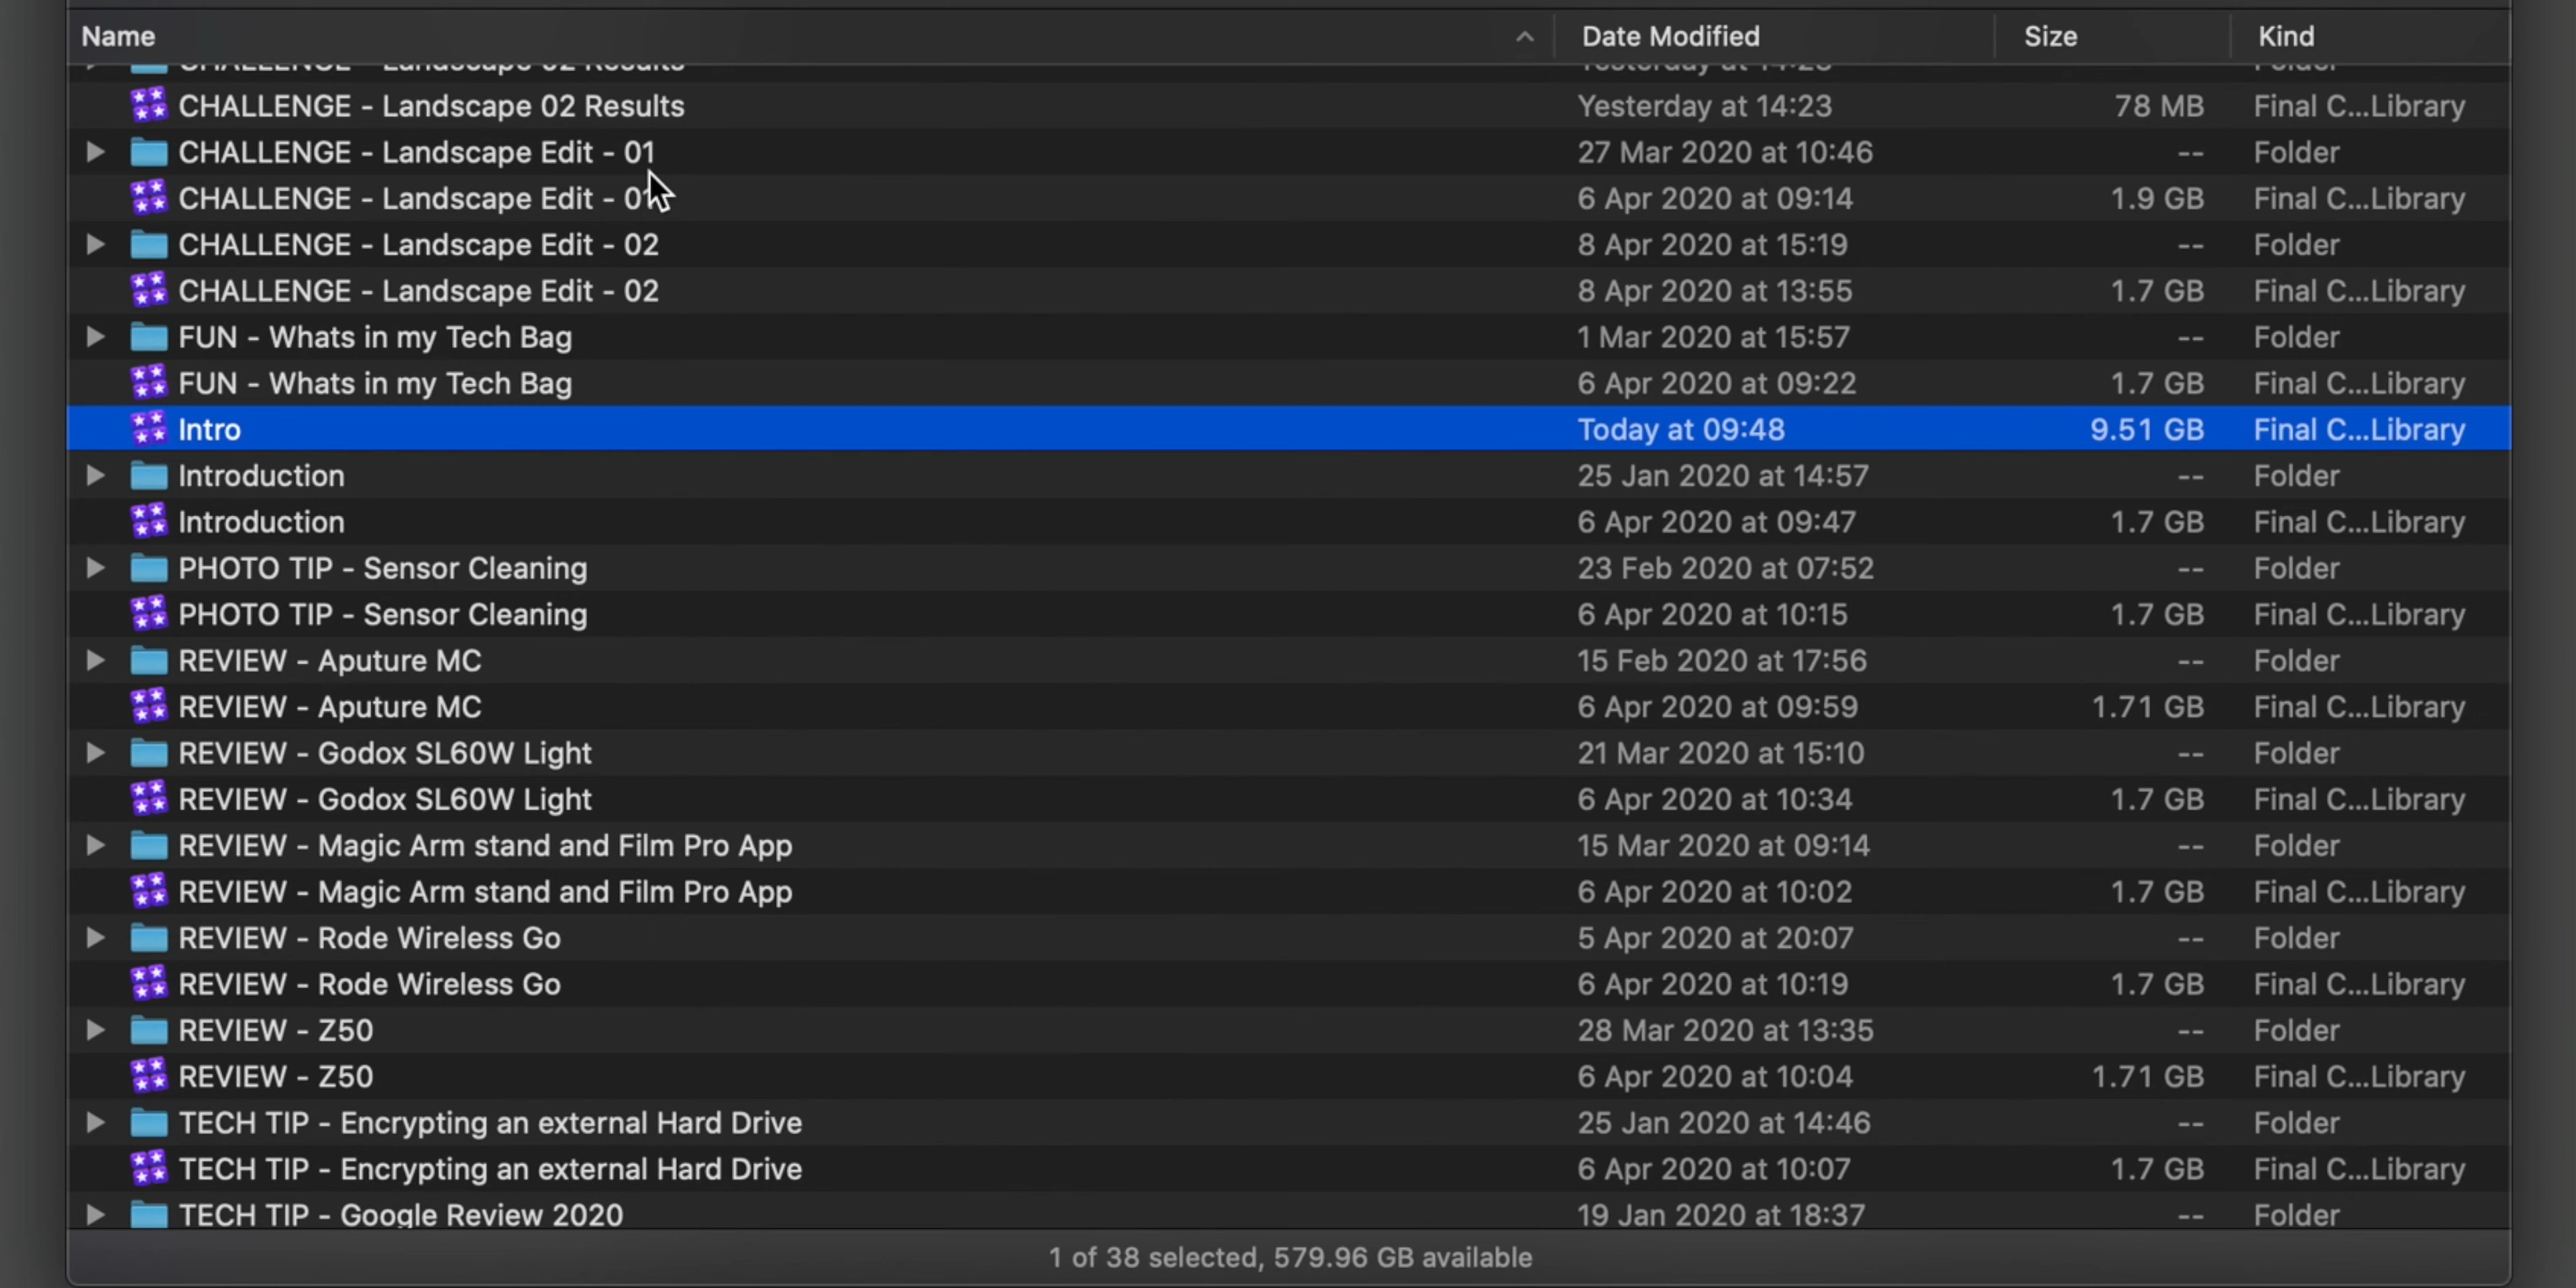 Name Date Modified Size Kind
CHALLENGE - Landscape 02 Results Yesterday at 14:23 Folder
CHALLENGE - Landscape 02 Results Yesterday at 14:23 78 MB Final C...Library
CHALLENGE - Landscape Edit - 01 27 Mar 2020 at 10:46 -- Folder
CHALLENGE - Landscape Edit - 01 6 Apr 2020 at 09:14 1.9 GB Final C...Library
CHALLENGE - Landscape Edit - 02 8 Apr 2020 at 15:19 -- Folder
CHALLENGE - Landscape Edit - 02 8 Apr 2020 at 13:55 1.7 GB Final C...Library
FUN - Whats in my Tech Bag 1 Mar 2020 at 15:57 -- Folder
FUN - Whats in my Tech Bag 6 Apr 2020 at 09:22 1.7 GB Final C...Library
Intro Today at 09:48 9.51 GB Final C...Library
Introduction 25 Jan 2020 at 14:57 -- Folder
Introduction 6 Apr 2020 at 09:47 1.7 GB Final C...Library
PHOTO TIP - Sensor Cleaning 23 Feb 2020 at 07:52 -- Folder
PHOTO TIP - Sensor Cleaning 6 Apr 2020 at 10:15 1.7 GB Final C...Library
REVIEW - Aputure MC 15 Feb 2020 at 17:56 -- Folder
REVIEW - Aputure MC 6 Apr 2020 at 09:59 1.71 GB Final C...Library
REVIEW - Godox SL60W Light 21 Mar 2020 at 15:10 -- Folder
REVIEW - Godox SL60W Light 6 Apr 2020 at 10:34 1.7 GB Final C...Library
REVIEW - Magic Arm stand and Film Pro App 15 Mar 2020 at 09:14 -- Folder
REVIEW - Magic Arm stand and Film Pro App 6 Apr 2020 at 10:02 1.7 GB Final C...Library
REVIEW - Rode Wireless Go 5 Apr 2020 at 20:07 -- Folder
REVIEW - Rode Wireless Go 6 Apr 2020 at 10:19 1.7 GB Final C...Library
REVIEW - Z50 28 Mar 2020 at 13:35 -- Folder
REVIEW - Z50 6 Apr 2020 at 10:04 1.71 GB Final C...Library
TECH TIP - Encrypting an external Hard Drive 25 Jan 2020 at 14:46 -- Folder
TECH TIP - Encrypting an external Hard Drive 6 Apr 2020 at 10:07 1.7 GB Final C...Library
TECH TIP - Google Review 2020 19 Jan 2020 at 18:37 -- Folder
1 of 38 selected, 579.96 GB available